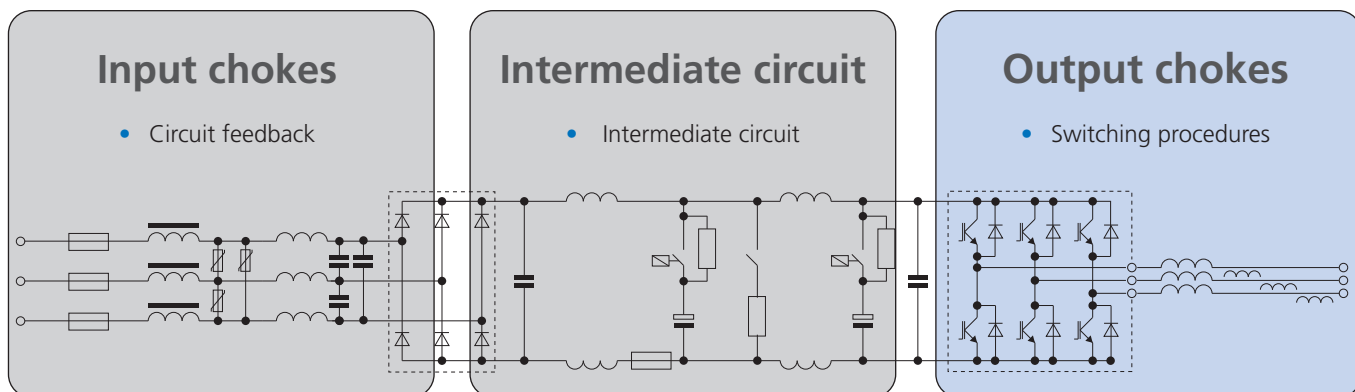 Input chokes
• Circuit feedback
Intermediate circuit
• Intermediate circuit
Output chokes
• Switching procedures